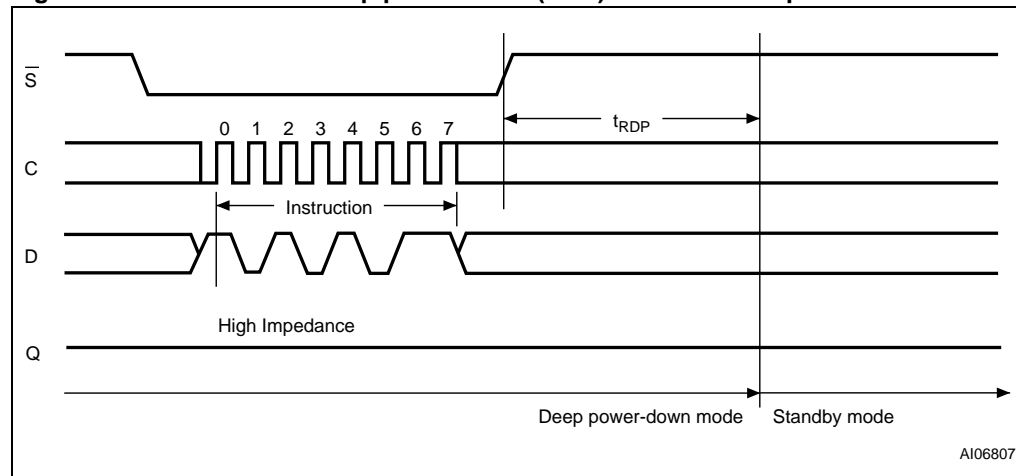 S
0 1 2 3 4 5 6 7
tRDP
C
Instruction
D
High Impedance
Q
Deep power-down mode Standby mode
AI06807